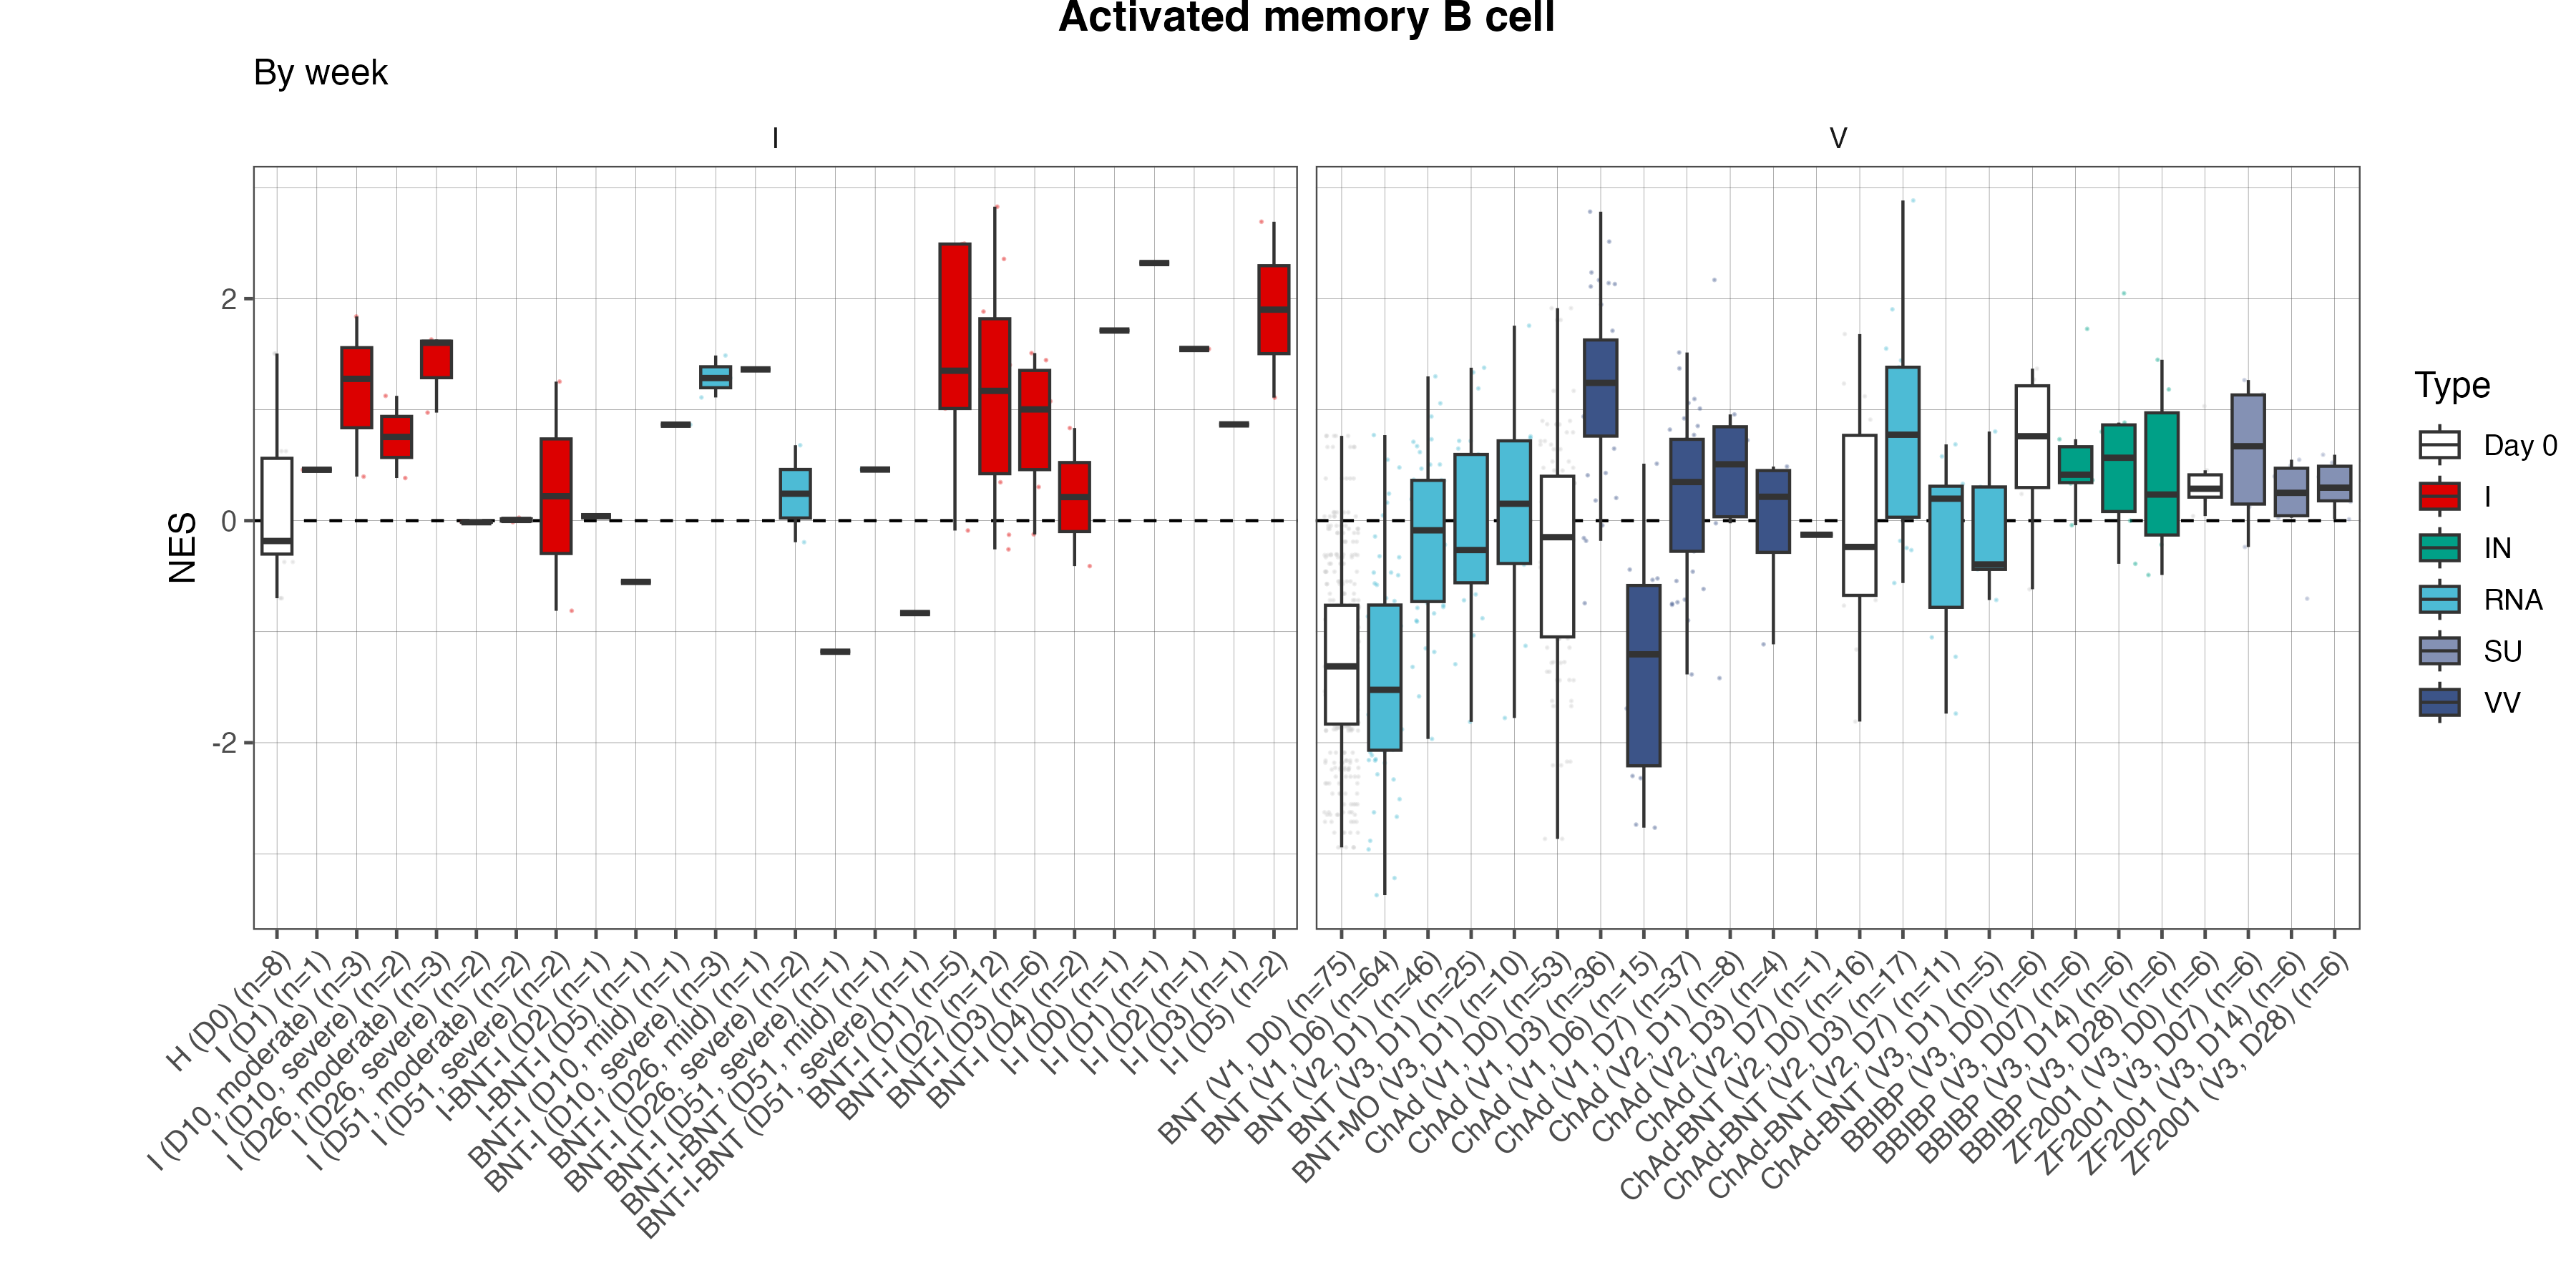 Activated memory B cell
By week
I
V
NES
2
0
-2
H (D0) (n=8)
I (D1) (n=1)
I (D10, moderate) (n=3)
I (D10, severe) (n=2)
I (D26, moderate) (n=3)
I (D26, severe) (n=2)
I (D51, moderate) (n=2)
I (D51, severe) (n=2)
I-BNT-I (D2) (n=1)
I-BNT-I (D5) (n=1)
BNT-I (D10, mild) (n=1)
BNT-I (D10, severe) (n=3)
BNT-I (D26, mild) (n=1)
BNT-I (D26, severe) (n=2)
BNT-I (D51, severe) (n=1)
BNT-I-BNT (D51, mild) (n=1)
BNT-I-BNT (D51, severe) (n=1)
BNT-I (D1) (n=5)
BNT-I (D2) (n=12)
BNT-I (D3) (n=6)
BNT-I (D4) (n=2)
I-I (D0) (n=1)
I-I (D1) (n=1)
I-I (D2) (n=1)
I-I (D3) (n=1)
I-I (D5) (n=2)
BNT (V1, D0) (n=75)
BNT (V1, D6) (n=64)
BNT (V2, D1) (n=46)
BNT (V3, D1) (n=25)
BNT-MO (V3, D1) (n=10)
ChAd (V1, D0) (n=53)
ChAd (V1, D3) (n=36)
ChAd (V1, D6) (n=15)
ChAd (V1, D7) (n=37)
ChAd (V2, D1) (n=8)
ChAd (V2, D3) (n=4)
ChAd (V2, D7) (n=1)
ChAd-BNT (V2, D0) (n=16)
ChAd-BNT (V2, D3) (n=17)
ChAd-BNT (V2, D7) (n=11)
ChAd-BNT (V3, D1) (n=5)
BBIBP (V3, D0) (n=6)
BBIBP (V3, D07) (n=6)
BBIBP (V3, D14) (n=6)
BBIBP (V3, D28) (n=6)
ZF2001 (V3, D0) (n=6)
ZF2001 (V3, D07) (n=6)
ZF2001 (V3, D14) (n=6)
ZF2001 (V3, D28) (n=6)
Type
Day 0
I
IN
RNA
SU
VV